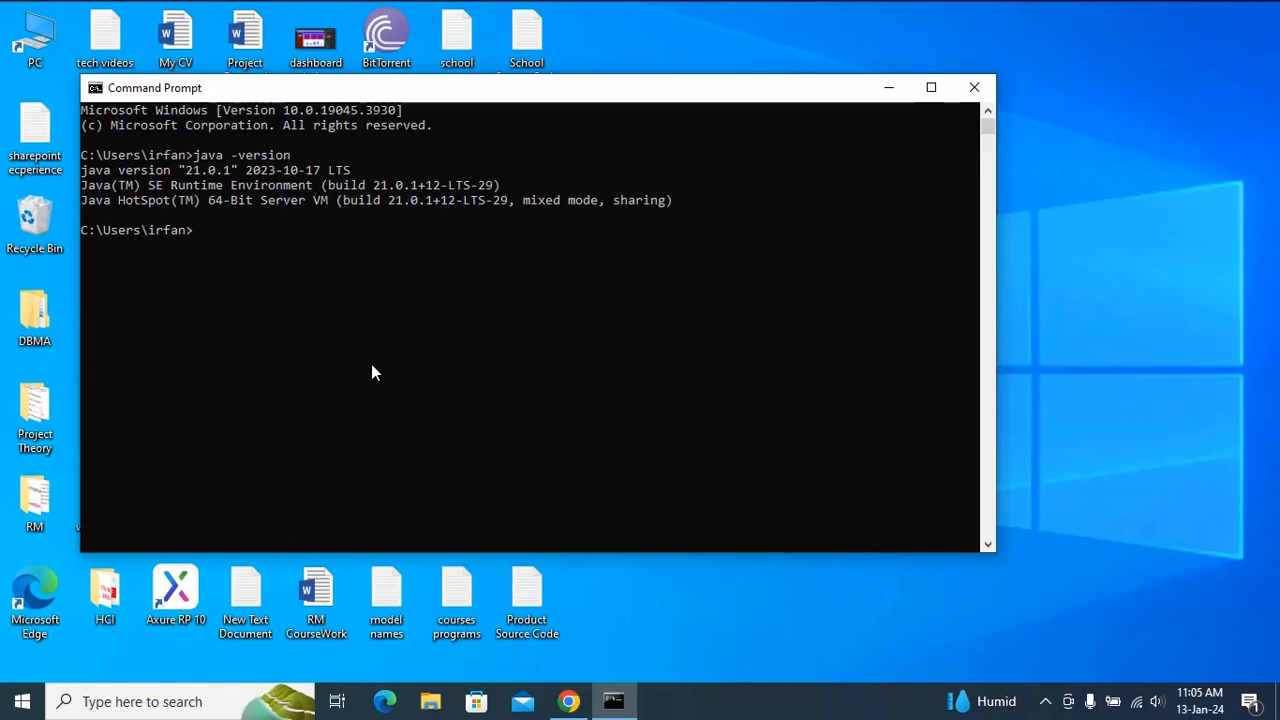 PC
tech videos
My CV
Project
dashboard
BitTorrent
school
School
Command Prompt
Microsoft Windows [Version 10.0.19045.3930]
(c) Microsoft Corporation. All rights reserved.
C:\Users\irfan>java -version
java version "21.0.1" 2023-10-17 LTS
Java(TM) SE Runtime Environment (build 21.0.1+12-LTS-29)
Java HotSpot(TM) 64-Bit Server VM (build 21.0.1+12-LTS-29, mixed mode, sharing)
C:\Users\irfan>
sharepoint
ecperience
Recycle Bin
DBMA
Project
Theory
RM
Microsoft
Edge
HCI
Axure RP 10
New Text
Document
RM
CourseWork
model
names
courses
programs
Product
Source Code
Type here to search
Humid
11:05 AM
13-Jan-24
1